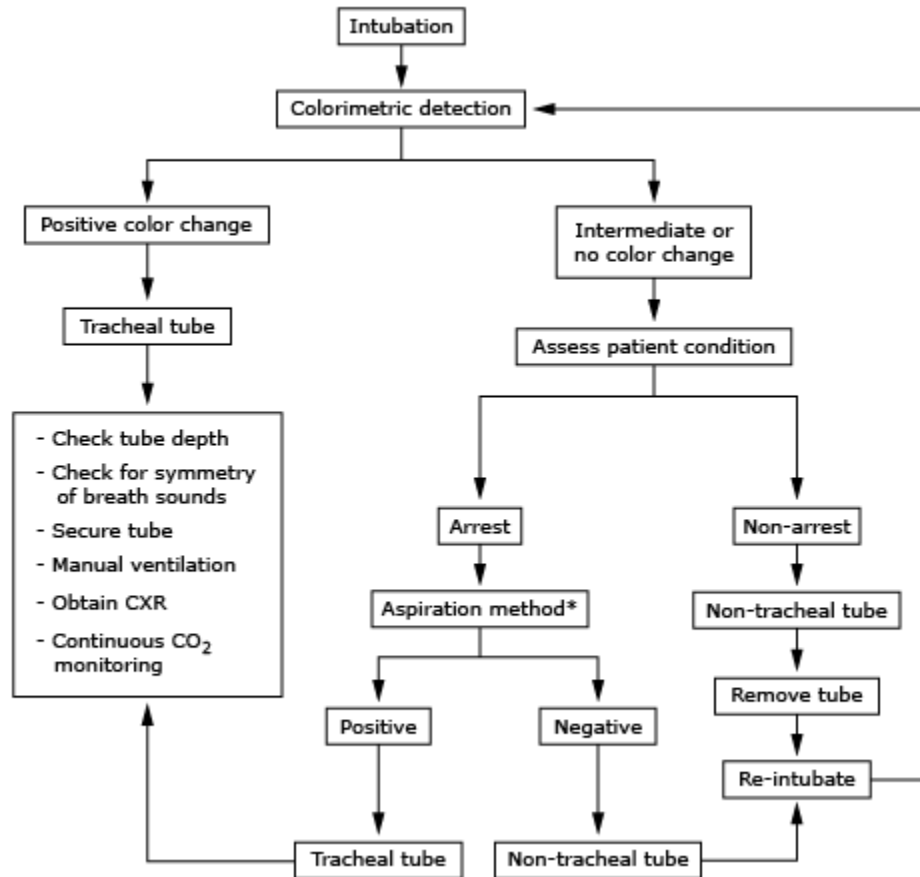 Intubation
Colorimetric detection
Positive color change
Intermediate or
no color change
Tracheal tube
Assess patient condition
- Check tube depth
- Check for symmetry
of breath sounds
- Secure tube
- Manual ventilation
- Obtain CXR
- Continuous CO₂
monitoring
Arrest
Non-arrest
Aspiration method*
Non-tracheal tube
Remove tube
Positive
Negative
Re-intubate
Tracheal tube
Non-tracheal tube